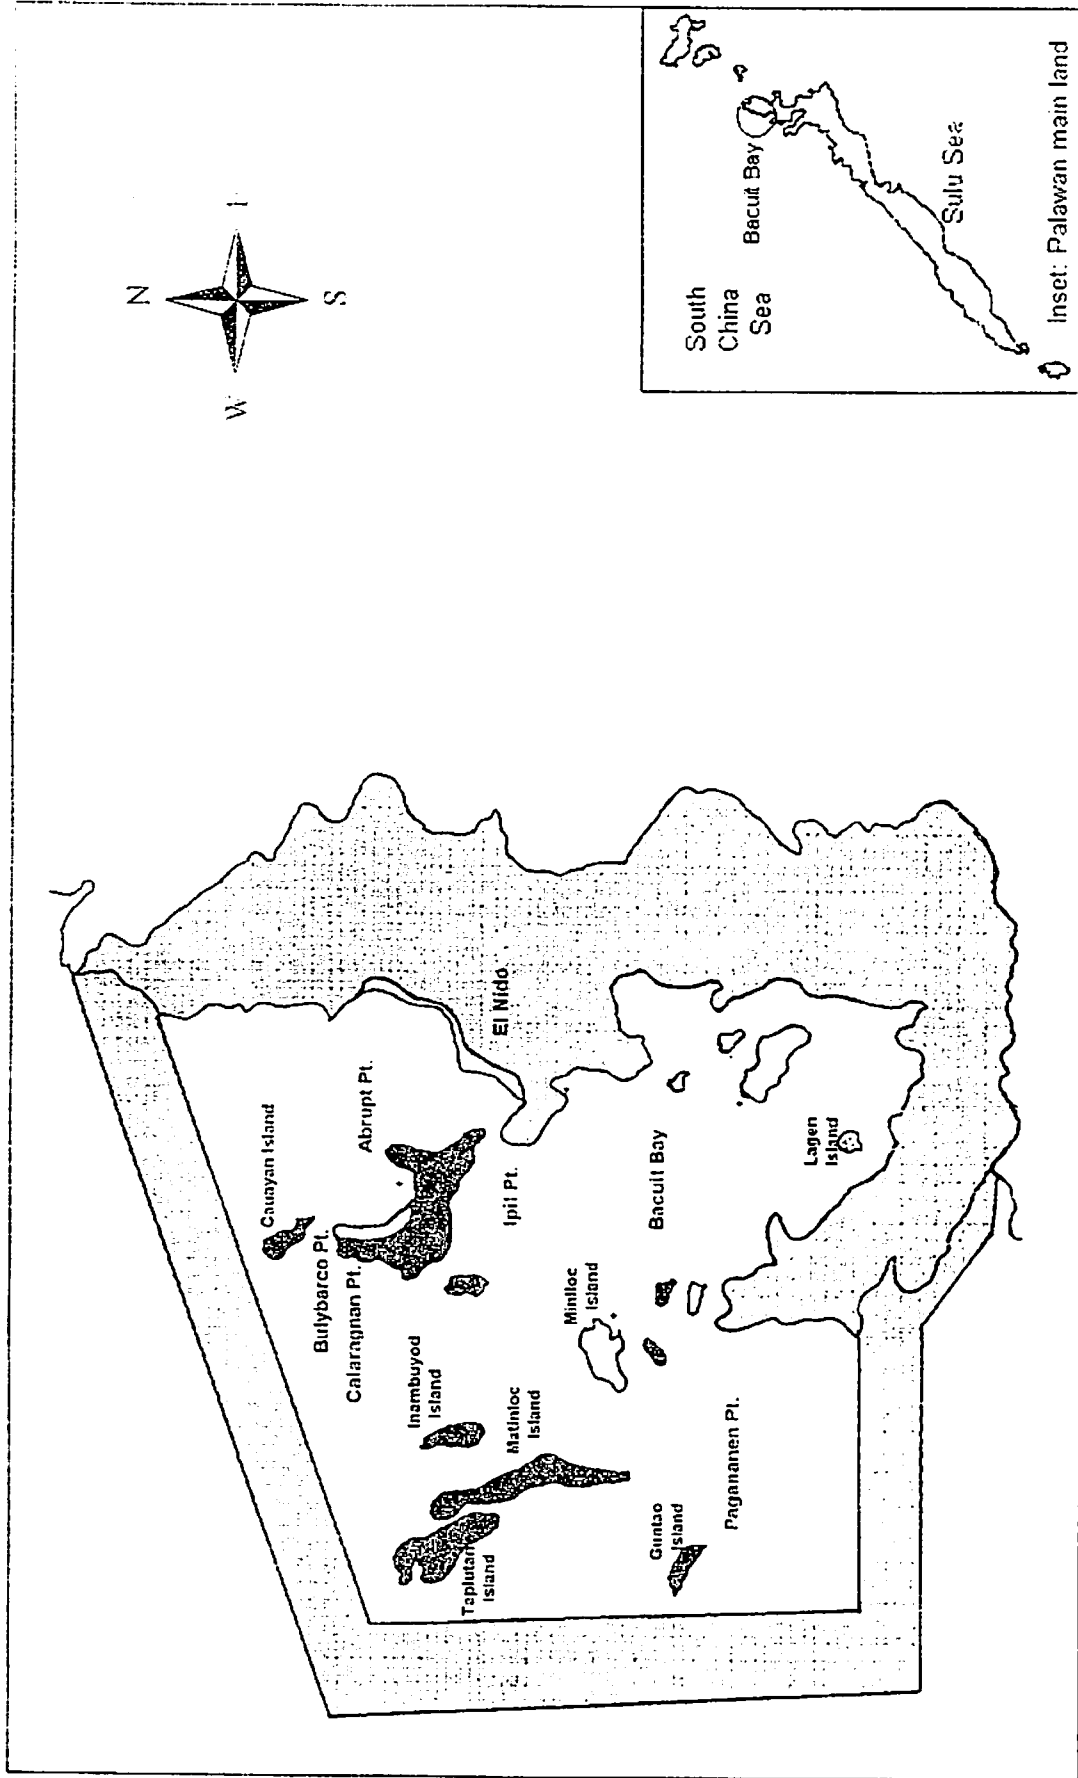 N
W
S
Cauayan Island
Bulybarco Pt.
Calaragnan Pt.
Abrupt Pt.
Inambuyod
Island
Matinloc
Island
Taplutan
Island
El Nido
Ipil Pt.
Miniloc
Island
Bacuit Bay
Guntao
Island
Pagananen Pt.
Lagen
Island
South
China
Sea
Bacuit Bay
Sulu Sea
Inset: Palawan main land